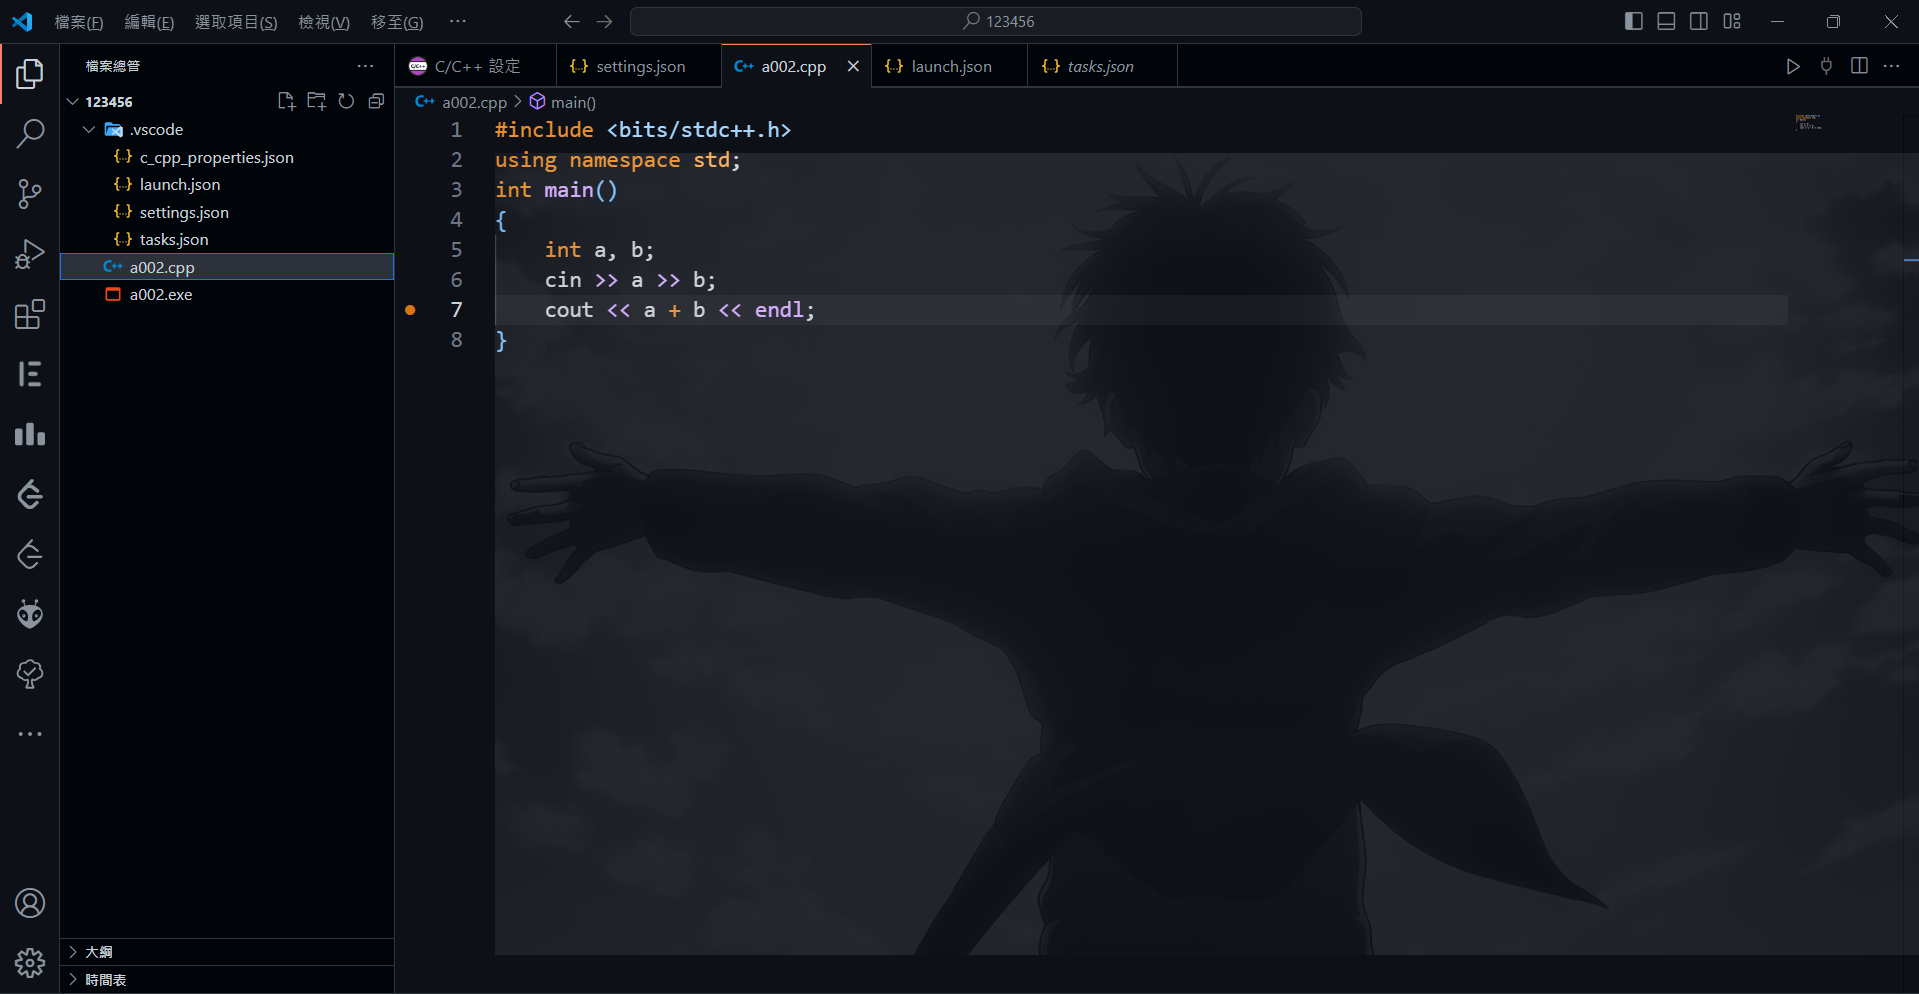 檔案(F) 編輯(E) 選取項目(S) 檢視(V) 移至(G) ··· 123456
檔案總管 ···
C/C++ 設定 settings.json a002.cpp launch.json tasks.json
123456
.vscode
c_cpp_properties.json
launch.json
settings.json
tasks.json
a002.cpp
a002.exe
大綱
時間表
a002.cpp > main()
1 #include <bits/stdc++.h>
2 using namespace std;
3 int main()
4 {
5 int a, b;
6 cin >> a >> b;
7 cout << a + b << endl;
8 }